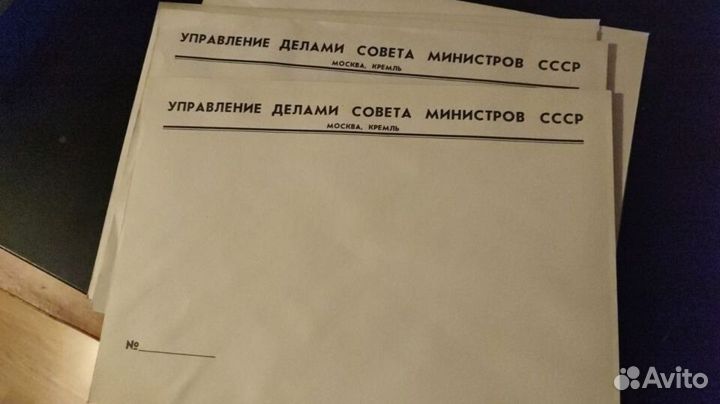 УПРАВЛЕНИЕ ДЕЛАМИ СОВЕТА МИНИСТРОВ СССР
МОСКВА, КРЕМЛЬ
УПРАВЛЕНИЕ ДЕЛАМИ СОВЕТА МИНИСТРОВ СССР
МОСКВА, КРЕМЛЬ
№
Avito